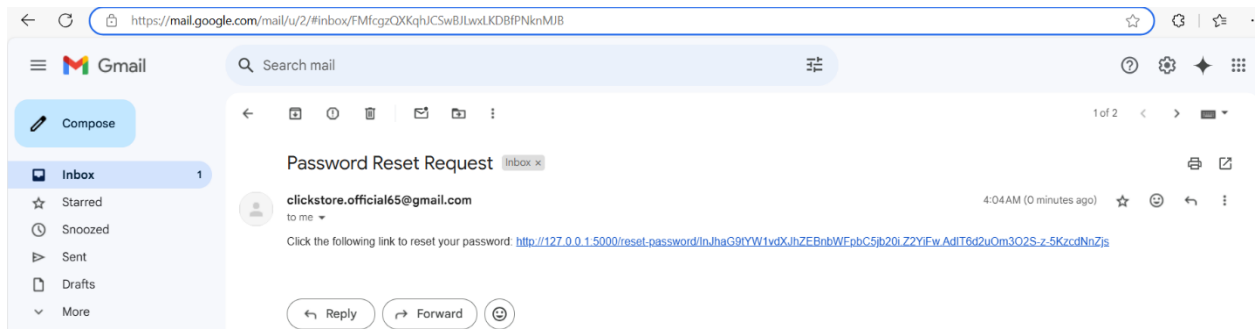 https://mail.google.com/mail/u/2/#inbox/FMfcgzQXKqhJCSwBJLwxLKDBfPNknMJB
Gmail
Search mail
Compose
1 of 2
Password Reset Request Inbox ×
Inbox 1
clickstore.official65@gmail.com 4:04 AM (0 minutes ago)
Starred
to me
Snoozed
Click the following link to reset your password: http://127.0.0.1:5000/reset-password/InJhaG9tYW1vdXJhZEBnbWFpbC5jb20i.Z2YiFw.AdIT6d2uOm3O2S-z-5KzcdNnZjs
Sent
Drafts
More
Reply Forward